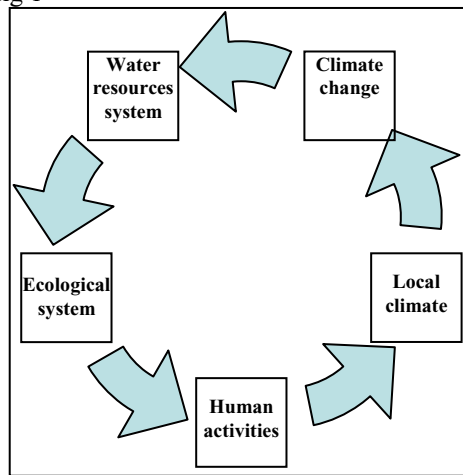 Water
resources
system
Climate
change
Ecological
system
Local
climate
Human
activities